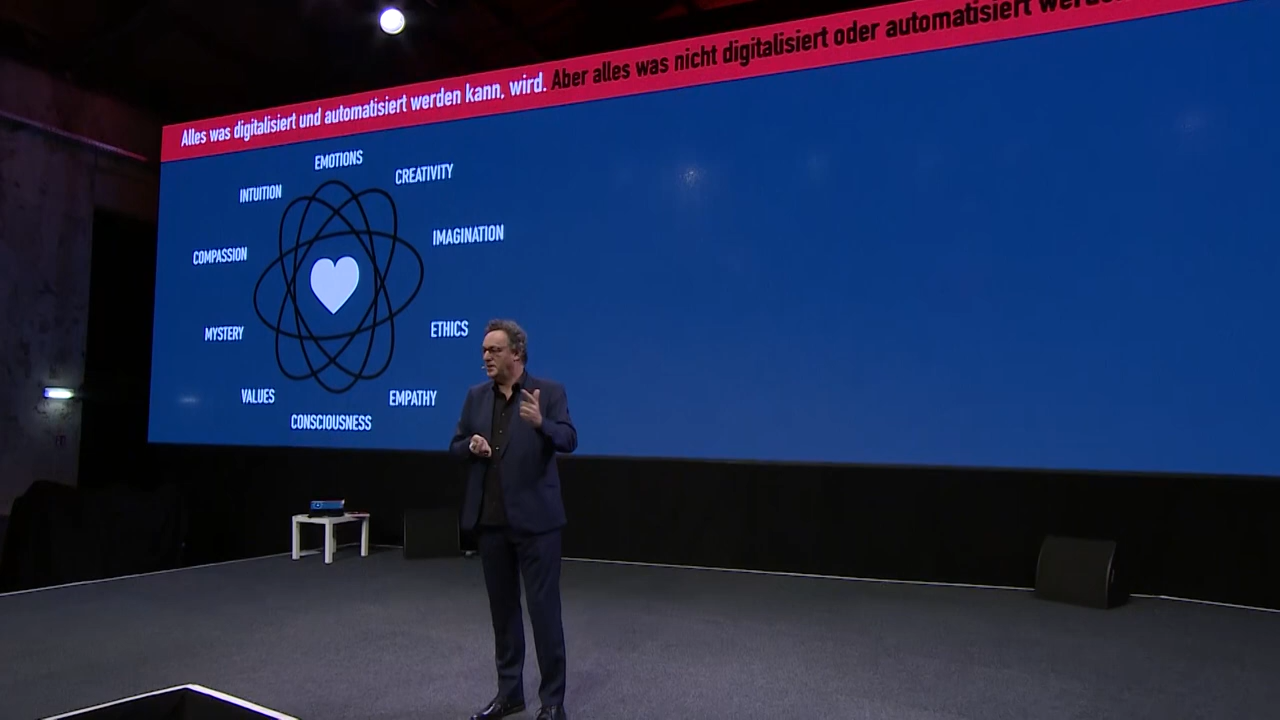 Alles was digitalisiert und automatisiert werden kann, wird. Aber alles was nicht digitalisiert oder automatisiert
EMOTIONS
CREATIVITY
INTUITION
IMAGINATION
COMPASSION
MYSTERY
ETHICS
VALUES
EMPATHY
CONSCIOUSNESS